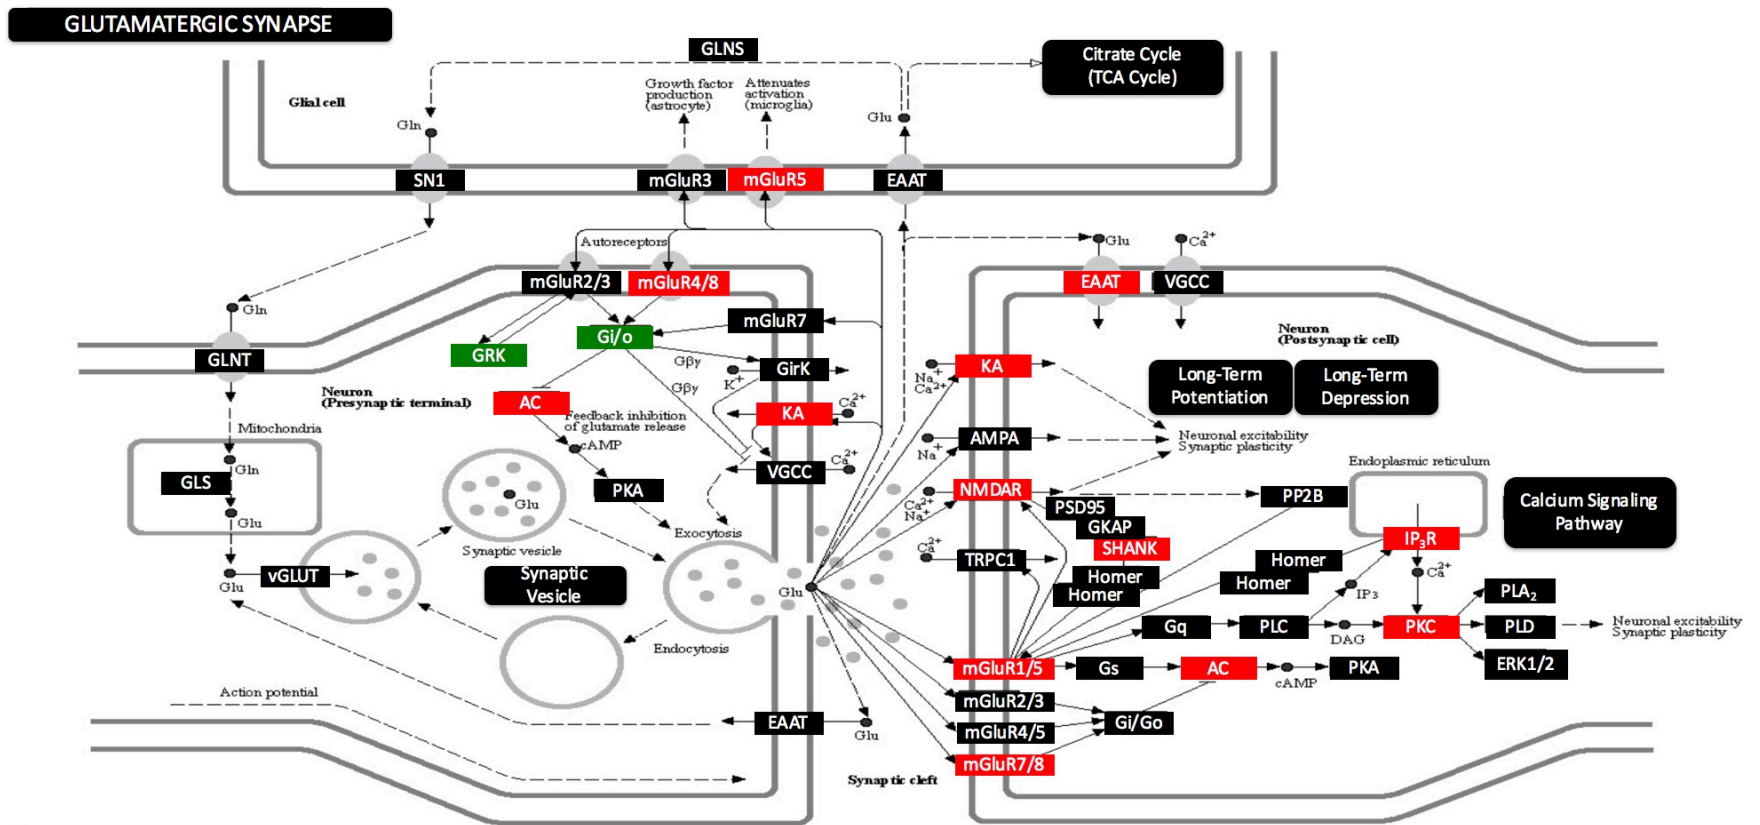 GLUTAMATERGIC SYNAPSE
GLNS
Citrate Cycle
(TCA Cycle)
Glial cell
Growth factor
production
(astrocyte)
Attenuates
activation
(microglia)
Gln
Glu
SN1
mGluR3
mGluR5
EAAT
Autoreceptors
Glu
Ca2+
mGluR2/3
mGluR4/8
EAAT
VGCC
Gln
GLNT
mGluR7
Gi/o
GRK
Neuron
(Postsynaptic cell)
Gβγ
GirK
K+
Gβγ
Na+
Ca2+
KA
Long-Term
Potentiation
Long-Term
Depression
Neuron
(Presynaptic terminal)
AC
KA
Ca2+
Feedback inhibition
of glutamate release
cAMP
Mitochondria
AMPA
Na+
Neuronal excitability
Synaptic plasticity
Gln
GLS
Glu
VGCC
Ca2+
Endoplasmic reticulum
PKA
Glu
NMDAR
Ca2+
Na+
PSD95
GKAP
SHANK
PP2B
Calcium Signaling
Pathway
Exocytosis
Synaptic vesicle
IP3R
Ca2+
TRPC1
Homer
Homer
Homer
Homer
Ca2+
vGLUT
Glu
Synaptic
Vesicle
Glu
IP3
PLA2
Gq
PLC
DAG
PKC
PLD
Neuronal excitability
Synaptic plasticity
Endocytosis
mGluR1/5
Gs
AC
cAMP
PKA
ERK1/2
Action potential
mGluR2/3
EAAT
Glu
mGluR4/5
Gi/Go
mGluR7/8
Synaptic cleft